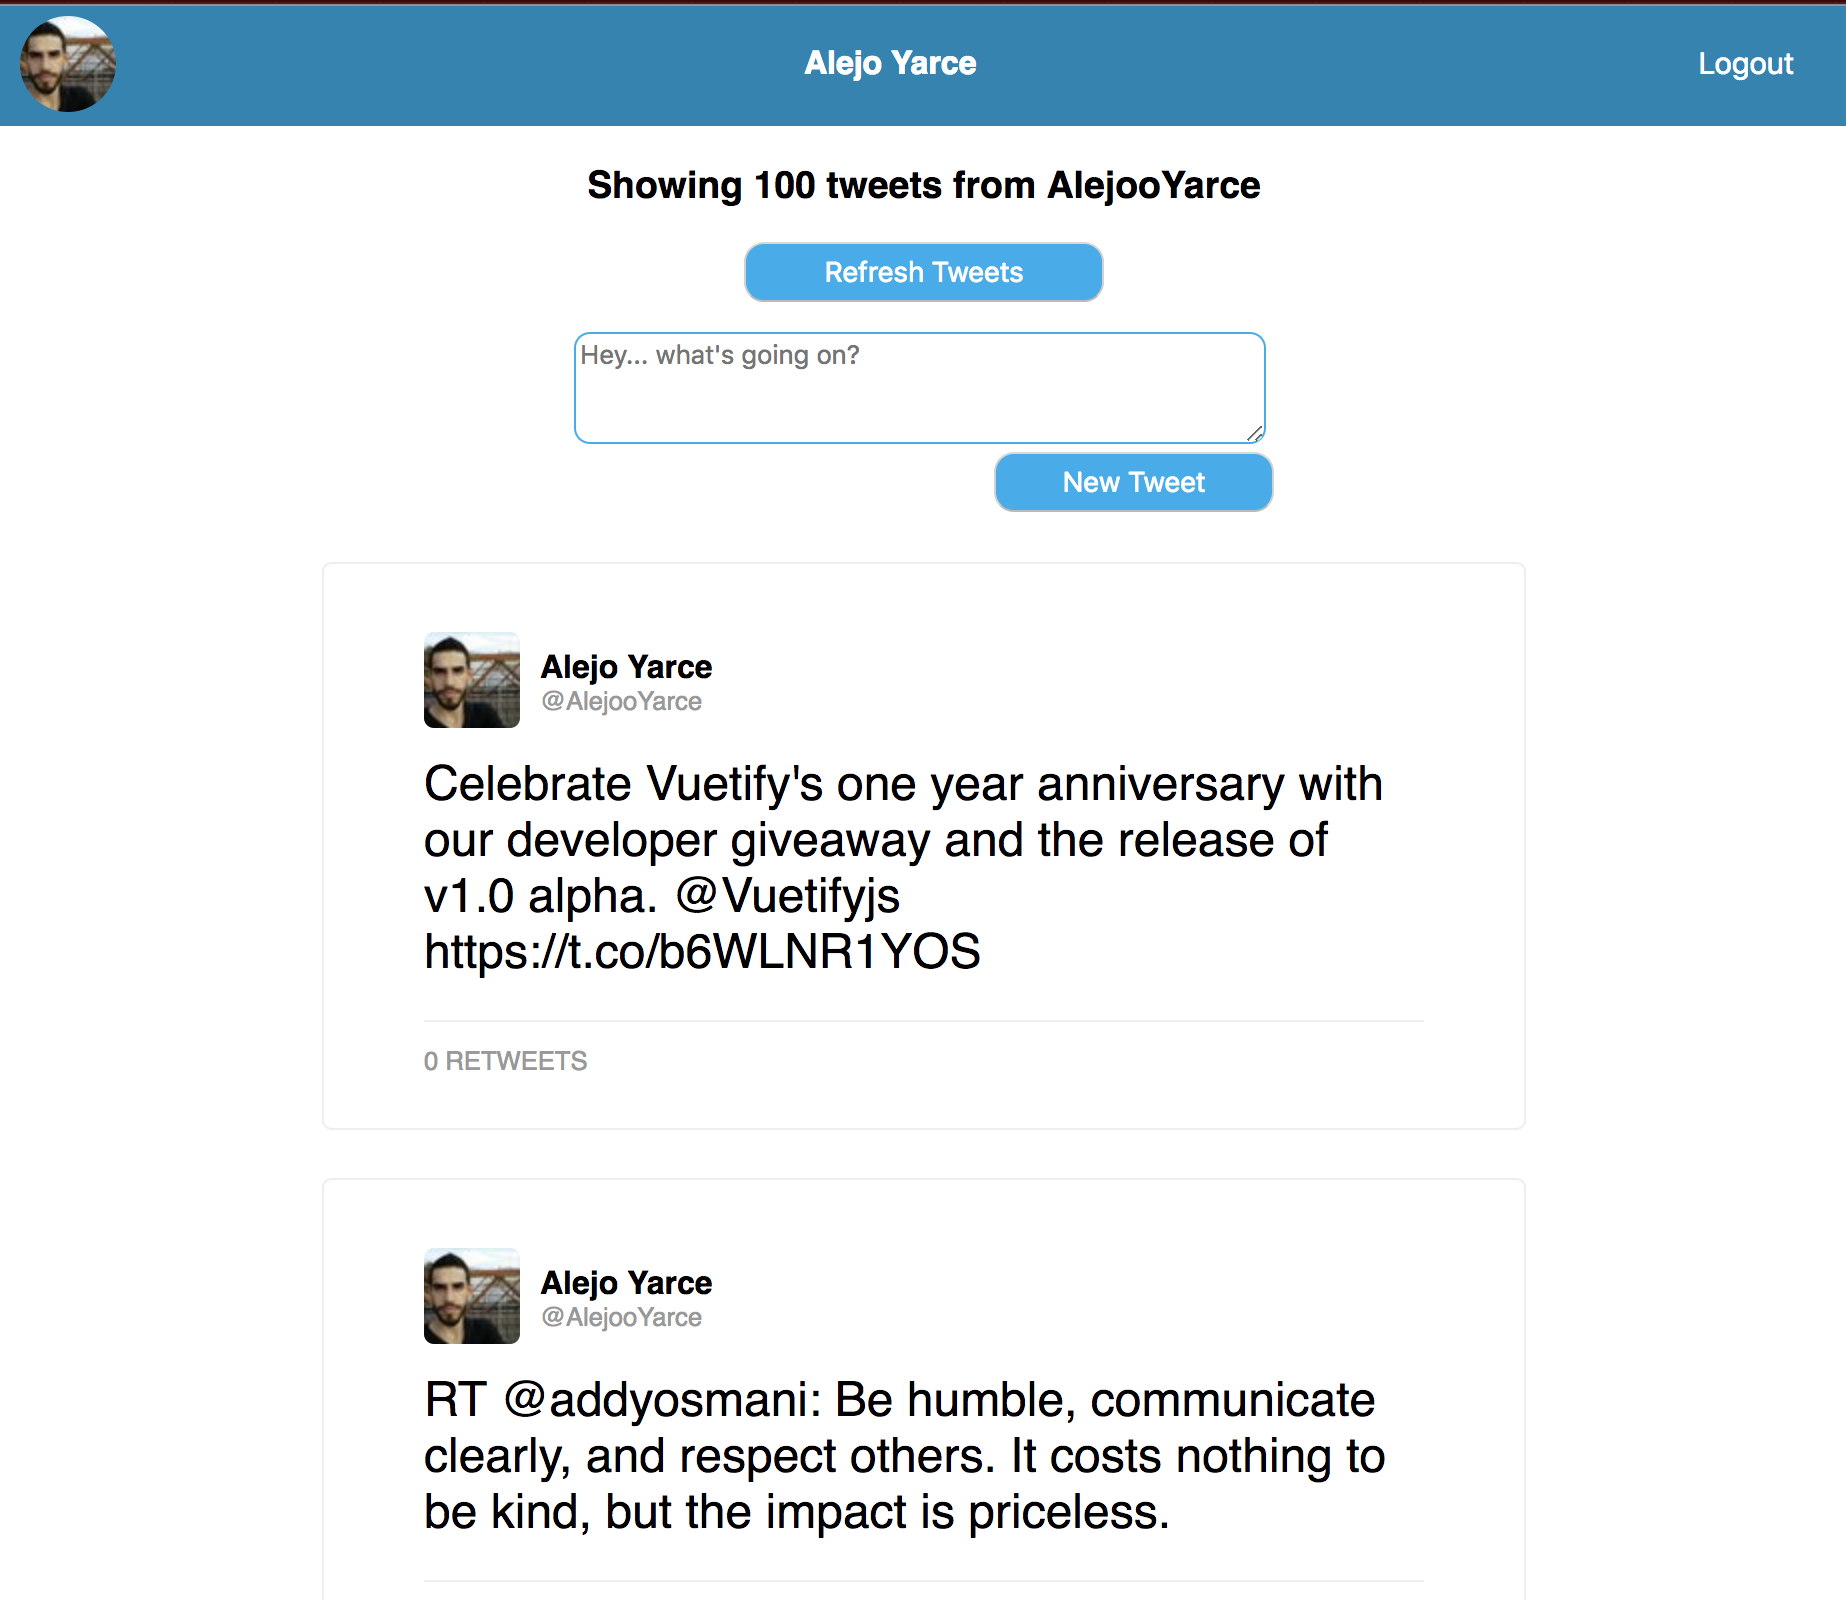 Alejo Yarce
Logout
Showing 100 tweets from AlejooYarce
Refresh Tweets
Hey... what's going on?
New Tweet
Alejo Yarce
@AlejooYarce
Celebrate Vuetify's one year anniversary with
our developer giveaway and the release of
v1.0 alpha. @Vuetifyjs
https://t.co/b6WLNR1YOS
0 RETWEETS
Alejo Yarce
@AlejooYarce
RT @addyosmani: Be humble, communicate
clearly, and respect others. It costs nothing to
be kind, but the impact is priceless.